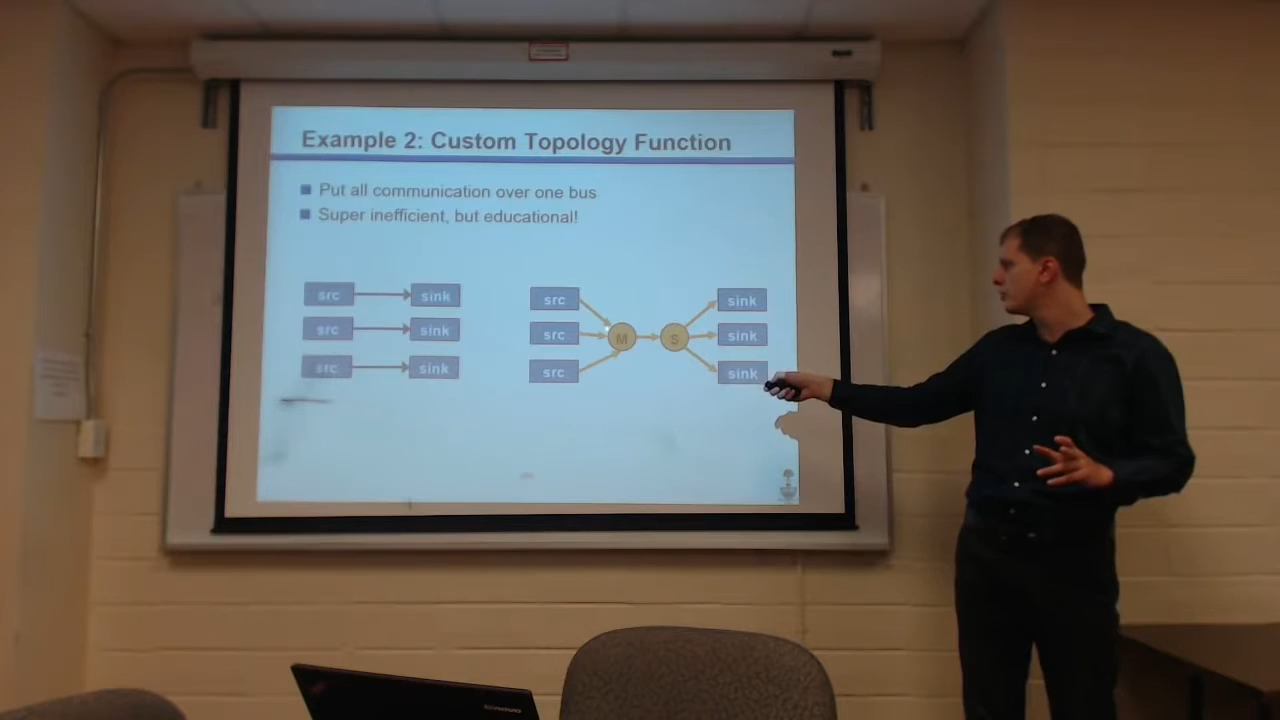 Example 2: Custom Topology Function
Put all communication over one bus
Super inefficient, but educational!
src sink
src sink
src sink
src sink
src M S sink
src sink
lenovo